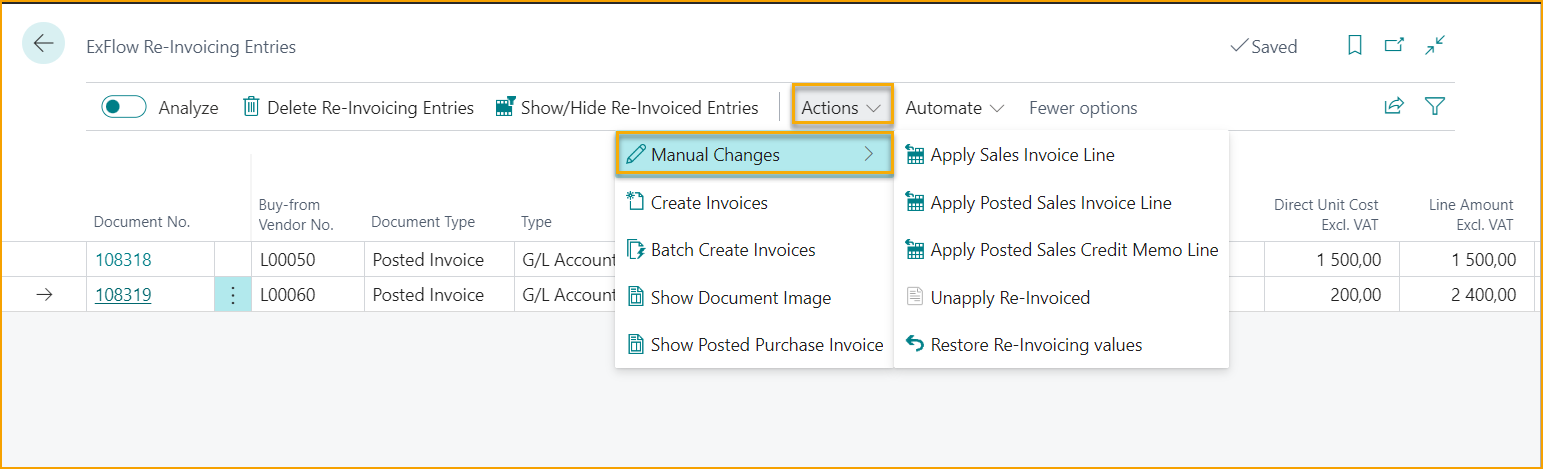 ExFlow Re-Invoicing Entries
Saved
Analyze
Delete Re-Invoicing Entries
Show/Hide Re-Invoiced Entries
Actions
Automate
Fewer options
Manual Changes
Create Invoices
Batch Create Invoices
Show Document Image
Show Posted Purchase Invoice
Apply Sales Invoice Line
Apply Posted Sales Invoice Line
Apply Posted Sales Credit Memo Line
Unapply Re-Invoiced
Restore Re-Invoicing values
Document No.
Buy-from
Vendor No.
Document Type
Type
Direct Unit Cost
Excl. VAT
Line Amount
Excl. VAT
108318 L00050 Posted Invoice G/L Account 1 500,00 1 500,00
108319 L00060 Posted Invoice G/L Account 200,00 2 400,00